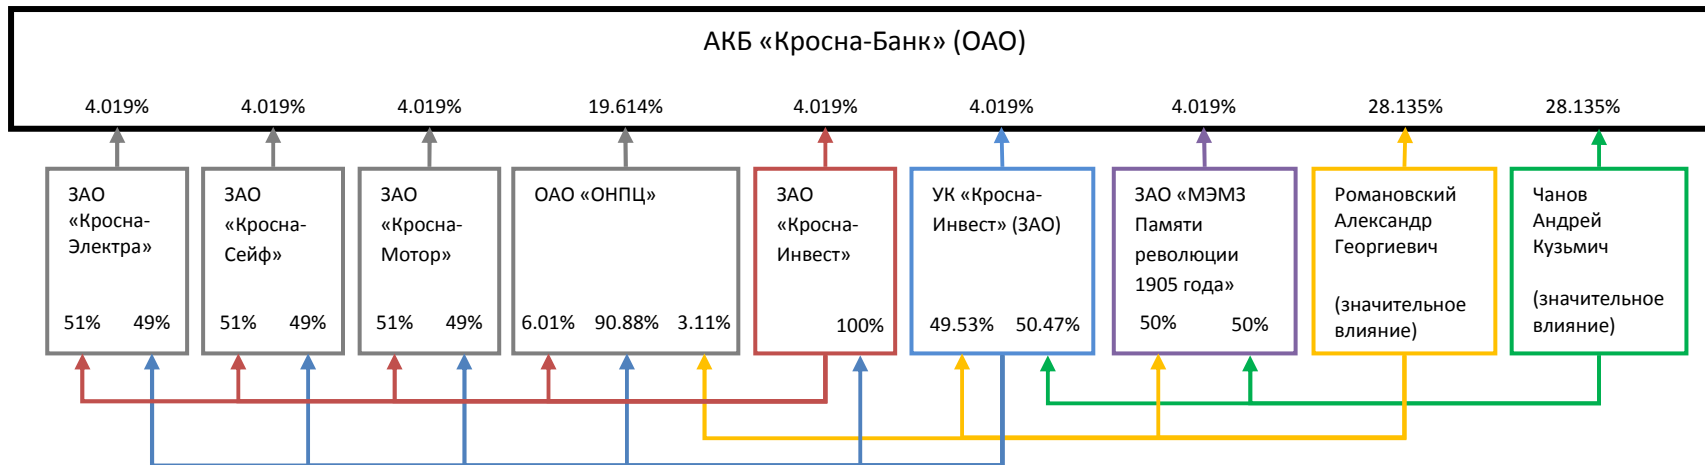 АКБ «Кросна-Банк» (ОАО)
4.019% 4.019% 4.019% 19.614% 4.019% 4.019% 4.019% 28.135% 28.135%
ЗАО
«Кросна-
Электра»
51% 49%
ЗАО
«Кросна-
Сейф»
51% 49%
ЗАО
«Кросна-
Мотор»
51% 49%
ОАО «ОНПЦ»
6.01% 90.88% 3.11%
ЗАО
«Кросна-
Инвест»
100%
УК «Кросна-
Инвест» (ЗАО)
49.53% 50.47%
ЗАО «МЭМЗ
Памяти
революции
1905 года»
50% 50%
Романовский
Александр
Георгиевич
(значительное
влияние)
Чанов
Андрей
Кузьмич
(значительное
влияние)